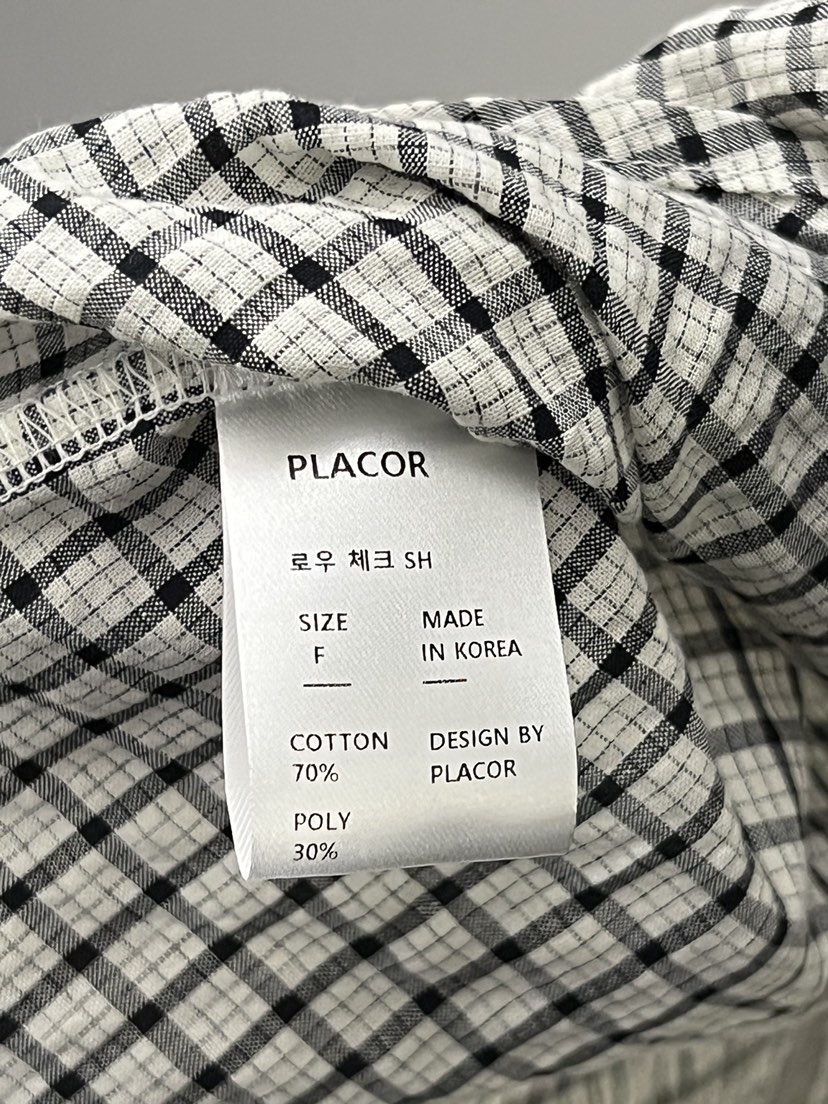 PLACOR
로우 체크 SH
SIZE
F
MADE
IN KOREA
COTTON
70%
DESIGN BY
PLACOR
POLY
30%